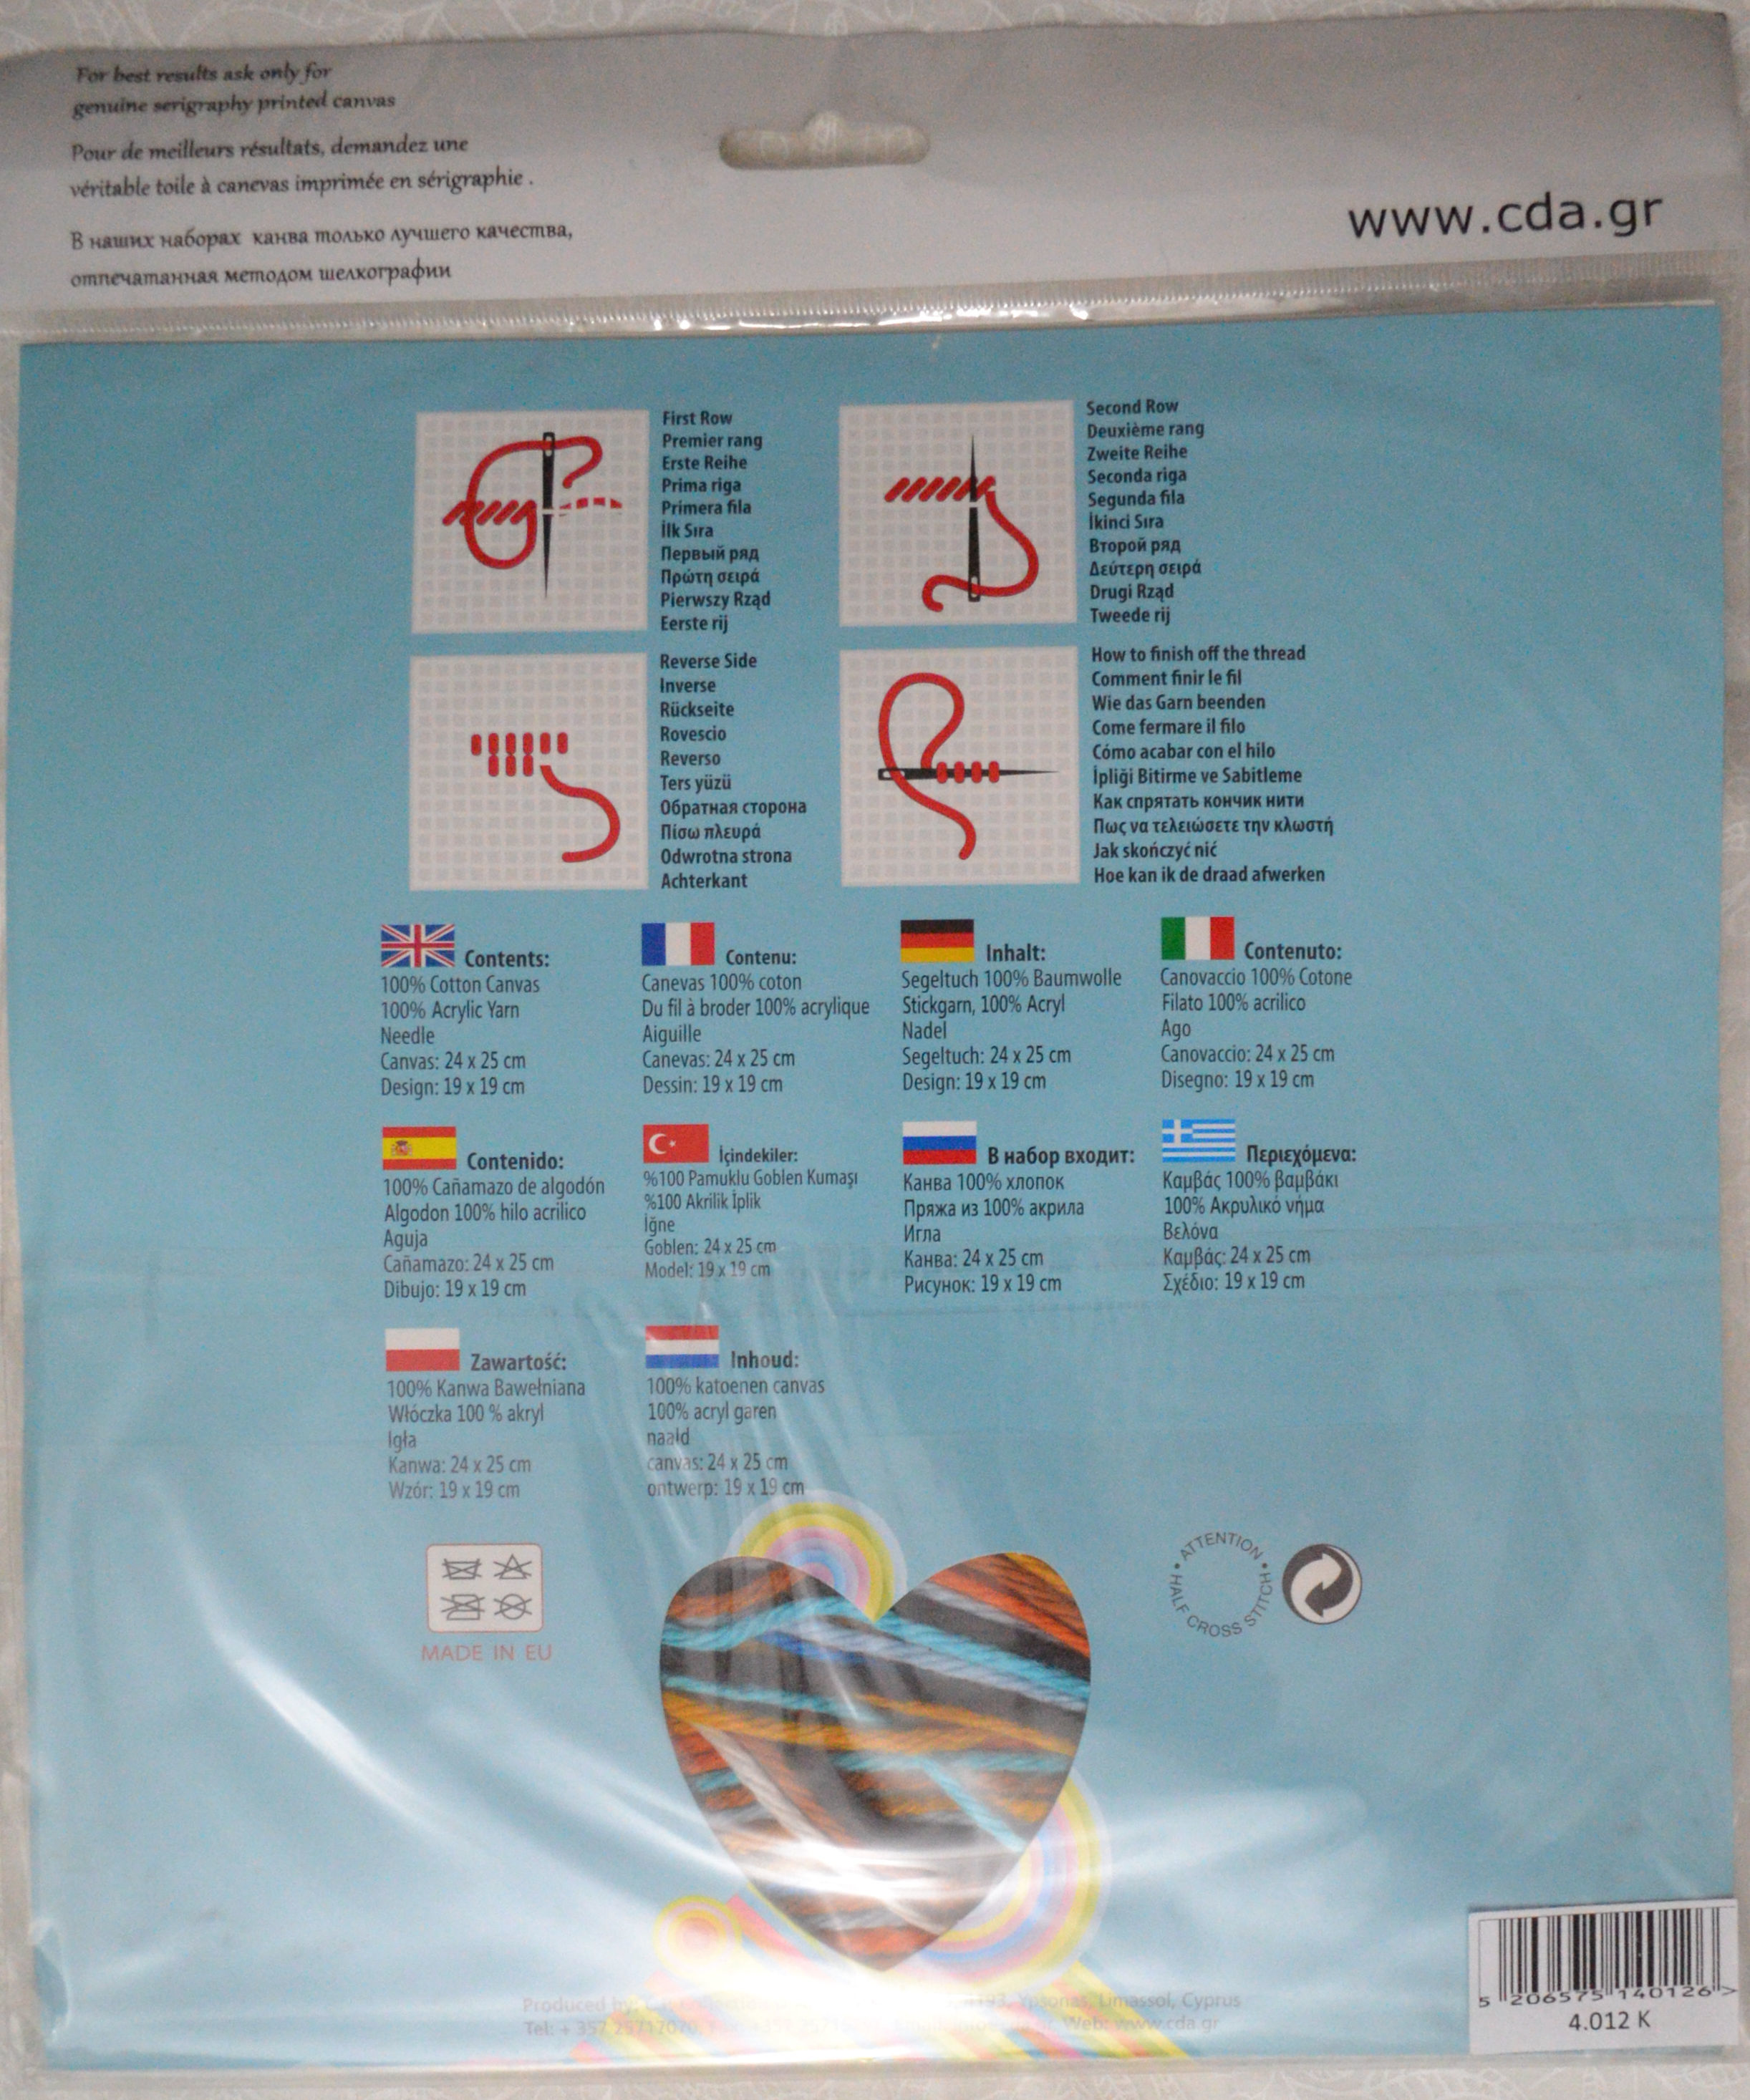 For best results ask only for
genuine serigraphy printed canvas
Pour de meilleurs résultats, demandez une
véritable toile à canevas imprimée en sérigraphie .
В наших наборах канва только лучшего качества,
отпечатанная методом шелкографии
www.cda.gr
First Row
Premier rang
Erste Reihe
Prima riga
Primera fila
İlk Sıra
Первый ряд
Πρώτη σειρά
Pierwszy Rząd
Eerste rij
Second Row
Deuxième rang
Zweite Reihe
Seconda riga
Segunda fila
İkinci Sıra
Второй ряд
Δεύτερη σειρά
Drugi Rząd
Tweede rij
Reverse Side
Inverse
Rückseite
Rovescio
Reverso
Ters yüzü
Обратная сторона
Πίσω πλευρά
Odwrotna strona
Achterkant
How to finish off the thread
Comment finir le fil
Wie das Garn beenden
Come fermare il filo
Cómo acabar con el hilo
İpliği Bitirme ve Sabitleme
Как спрятать кончик нити
Πως να τελειώσετε την κλωστή
Jak skończyć nić
Hoe kan ik de draad afwerken
Contents:
100% Cotton Canvas
100% Acrylic Yarn
Needle
Canvas: 24 x 25 cm
Design: 19 x 19 cm
Contenu:
Canevas 100% coton
Du fil à broder 100% acrylique
Aiguille
Canevas: 24 x 25 cm
Dessin: 19 x 19 cm
Inhalt:
Segeltuch 100% Baumwolle
Stickgarn, 100% Acryl
Nadel
Segeltuch: 24 x 25 cm
Design: 19 x 19 cm
Contenuto:
Canovaccio 100% Cotone
Filato 100% acrilico
Ago
Canovaccio: 24 x 25 cm
Disegno: 19 x 19 cm
Contenido:
100% Cañamazo de algodón
Algodon 100% hilo acrilico
Aguja
Cañamazo: 24 x 25 cm
Dibujo: 19 x 19 cm
İçindekiler:
%100 Pamuklu Goblen Kumaşı
%100 Akrilik İplik
İğne
Goblen: 24 x 25 cm
Model: 19 x 19 cm
В набор входит:
Канва 100% хлопок
Пряжа из 100% акрила
Игла
Канва: 24 x 25 cm
Рисунок: 19 x 19 cm
Περιεχόμενα:
Καμβάς 100% βαμβάκι
100% Ακρυλικό νήμα
Βελόνα
Καμβάς: 24 x 25 cm
Σχέδιο: 19 x 19 cm
Zawartość:
100% Kanwa Bawełniana
Włóczka 100 % akryl
Igła
Kanwa: 24 x 25 cm
Wzór: 19 x 19 cm
Inhoud:
100% katoenen canvas
100% acryl garen
naald
canvas: 24 x 25 cm
ontwerp: 19 x 19 cm
MADE IN EU
• ATTENTION •
HALF CROSS STITCH
Produced by: 4193, Ypsonas, Limassol, Cyprus
Tel: + 357 25717070, Web: www.cda.gr
5 206575 140126 >
4.012 K